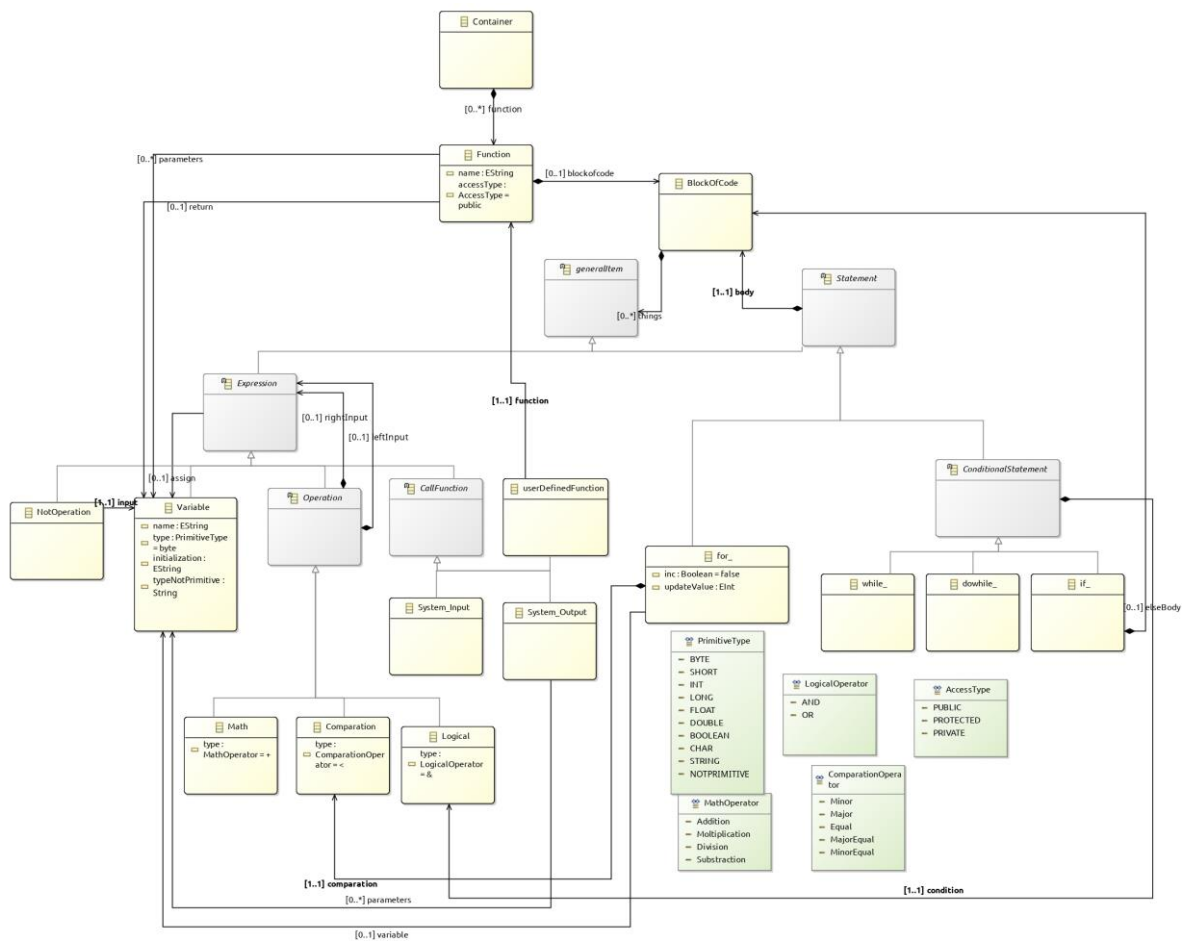 Container
[0..*] function
Function
name : EString
accessType :
AccessType =
public
[0..*] parameters
[0..1] return
[0..1] blockofcode
BlockOfCode
generalItem
Statement
[1..1] body
[0..*] things
Expression
[0..1] rightInput
[0..1] leftInput
[1..1] function
[0..1] assign
[1..1] input
NotOperation
Variable
name : EString
type : PrimitiveType
= byte
initialization :
EString
typeNotPrimitive :
String
Operation
CallFunction
userDefinedFunction
ConditionalStatement
for_
inc : Boolean = false
updateValue : EInt
while_
dowhile_
if_
[0..1] elseBody
System_Input
System_Output
PrimitiveType
BYTE
SHORT
INT
LONG
FLOAT
DOUBLE
BOOLEAN
CHAR
STRING
NOTPRIMITIVE
LogicalOperator
AND
OR
AccessType
PUBLIC
PROTECTED
PRIVATE
Math
type :
MathOperator = +
Comparation
type :
ComparationOper
ator = <
Logical
type :
LogicalOperator
= &
MathOperator
Addition
Moltiplication
Division
Substraction
ComparationOpera
tor
Minor
Major
Equal
MajorEqual
MinorEqual
[1..1] comparation
[1..1] condition
[0..*] parameters
[0..1] variable